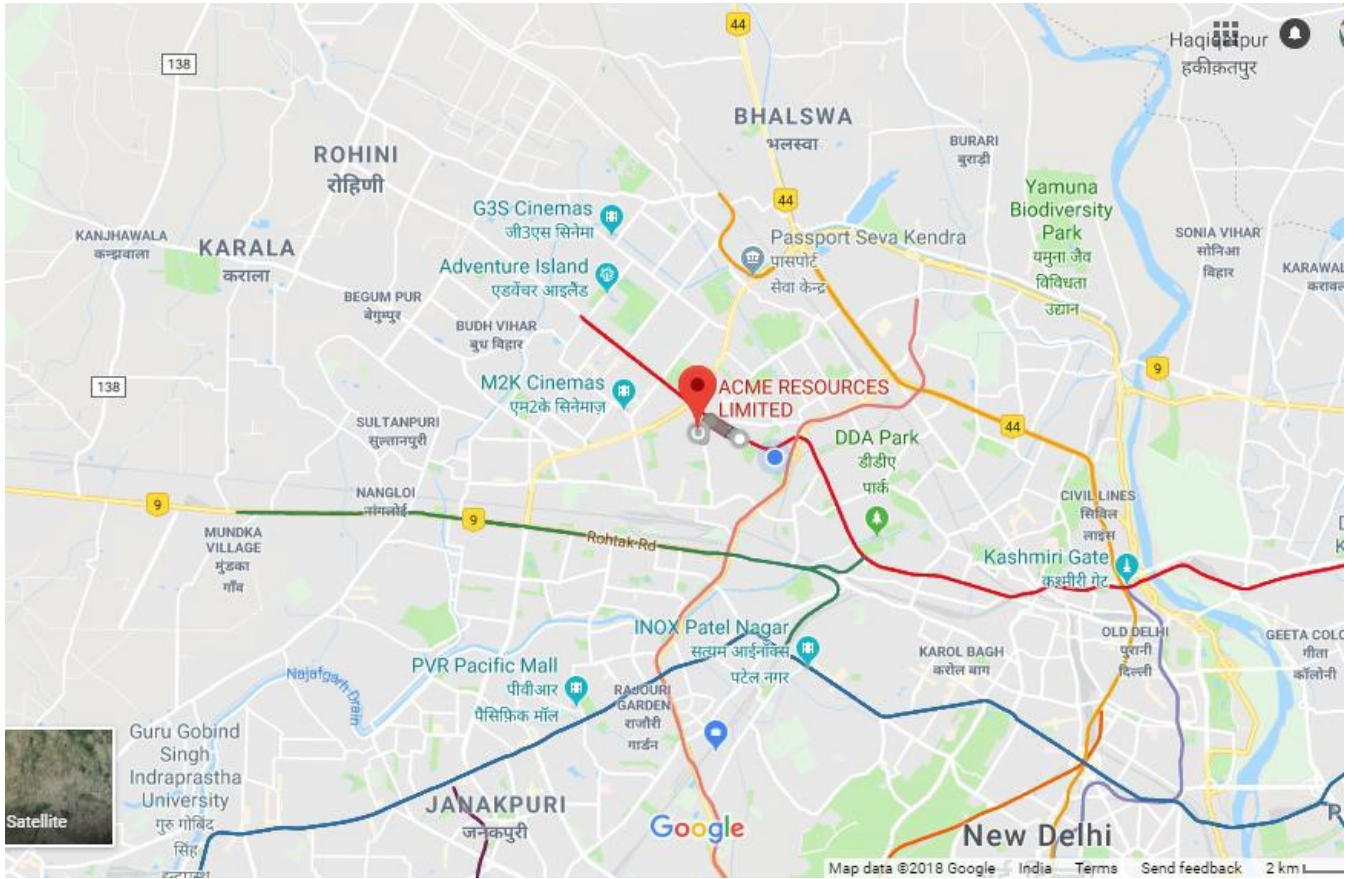 44
Haqiqatpur
हकीक़तपुर
138
BHALSWA
भलस्वा
BURARI
बुराड़ी
ROHINI
रोहिणी
Yamuna
Biodiversity
Park
यमुना जैव
विविधता
उद्यान
G3S Cinemas
जी3एस सिनेमा
44
KANJHAWALA
कन्झावाला
KARALA
कराला
Passport Seva Kendra
पासपोर्ट
सेवा केन्द्र
SONIA VIHAR
सोनिआ
विहार
Adventure Island
एडवेंचर आइलैंड
BEGUM PUR
बेगुमपुर
BUDH VIHAR
बुध विहार
9
138
M2K Cinemas
एम2के सिनेमाज़
ACME RESOURCES
LIMITED
SULTANPURI
सुल्तानपुरी
44
DDA Park
डीडीए
पार्क
NANGLOI
नांगलोई
CIVIL LINES
सिविल
लाइंस
9
9
MUNDKA
VILLAGE
मुंडका
गाँव
Rohtak Rd
Kashmiri Gate
कश्मीरी गेट
INOX Patel Nagar
सत्यम आईनॉक्स
पटेल नगर
OLD DELHI
पुरानी
दिल्ली
KAROL BAGH
करोल बाग
GEETA COLO
गीता
कॉलोनी
PVR Pacific Mall
पीवीआर
पैसिफ़िक मॉल
Najafgarh
Drain
RAJOURI
GARDEN
राजौरी
गार्डन
Guru Gobind
Singh
Indraprastha
University
गुरु गोबिंद
सिंह
Satellite
JANAKPURI
जनकपुरी
Google
New Delhi
Map data ©2018 Google India Terms Send feedback 2 km